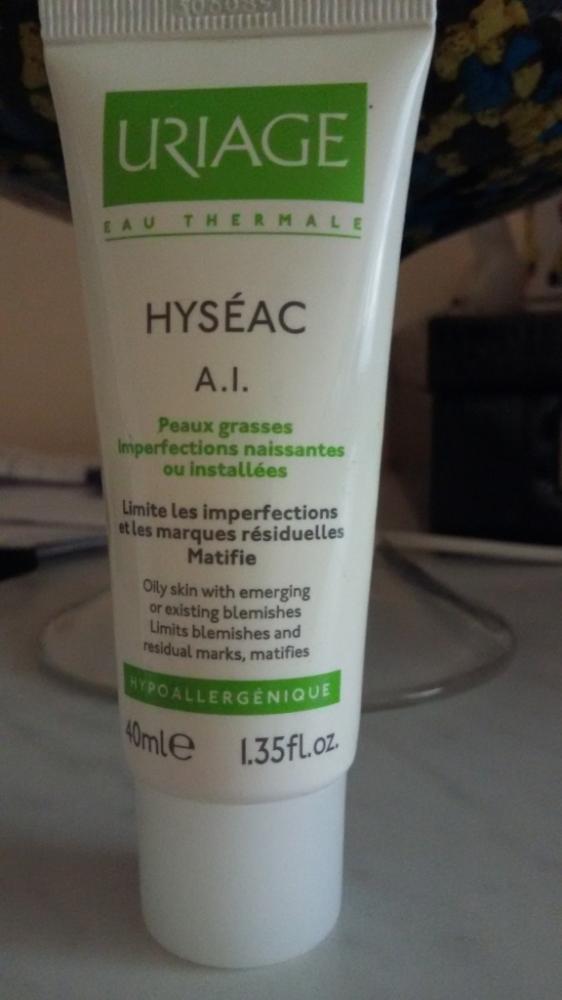 URIAGE
EAU THERMALE
HYSÉAC
A.I.
Peaux grasses
Imperfections naissantes
ou installées
Limite les imperfections
et les marques résiduelles
Matifie
Oily skin with emerging
or existing blemishes
Limits blemishes and
residual marks, matifies
HYPOALLERGÉNIQUE
40ml℮ 1.35fl.oz.